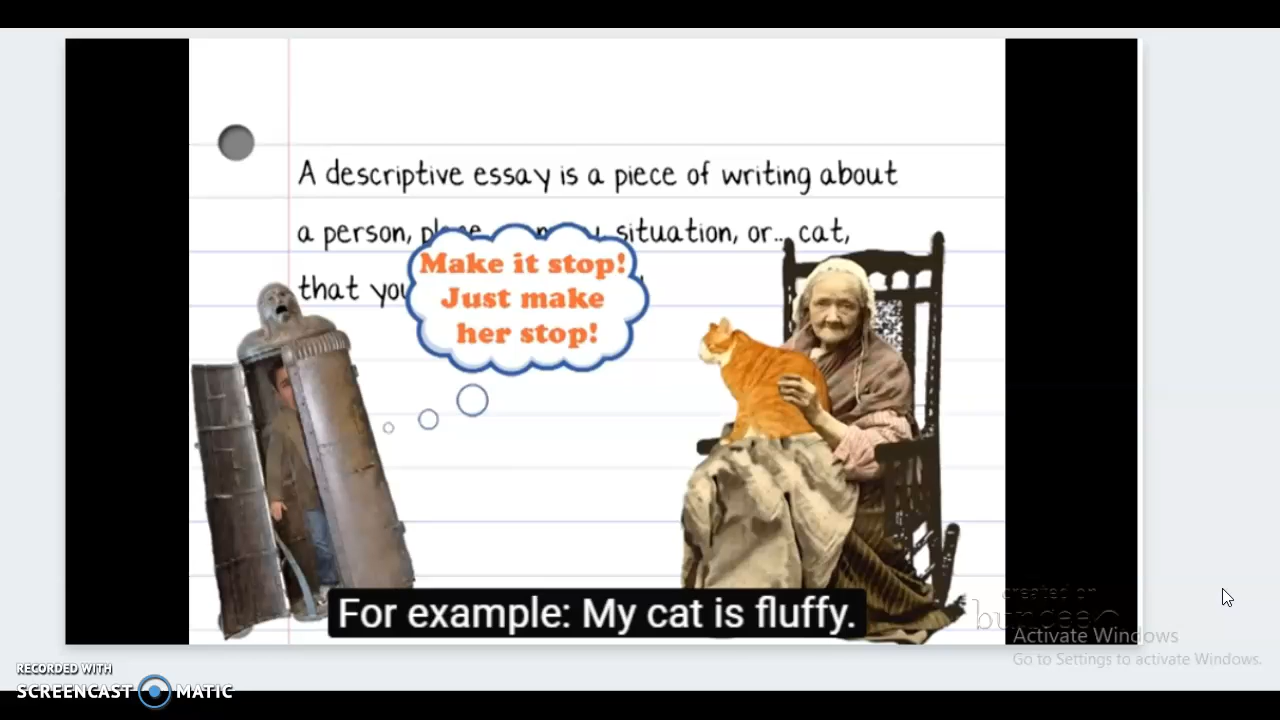 A descriptive essay is a piece of writing about
a person, situation, or... cat,
that you
Make it stop!
Just make
her stop!
For example: My cat is fluffy.
created on
Activate Windows
Go to Settings to activate Windows.
RECORDED WITH
SCREENCAST MATIC